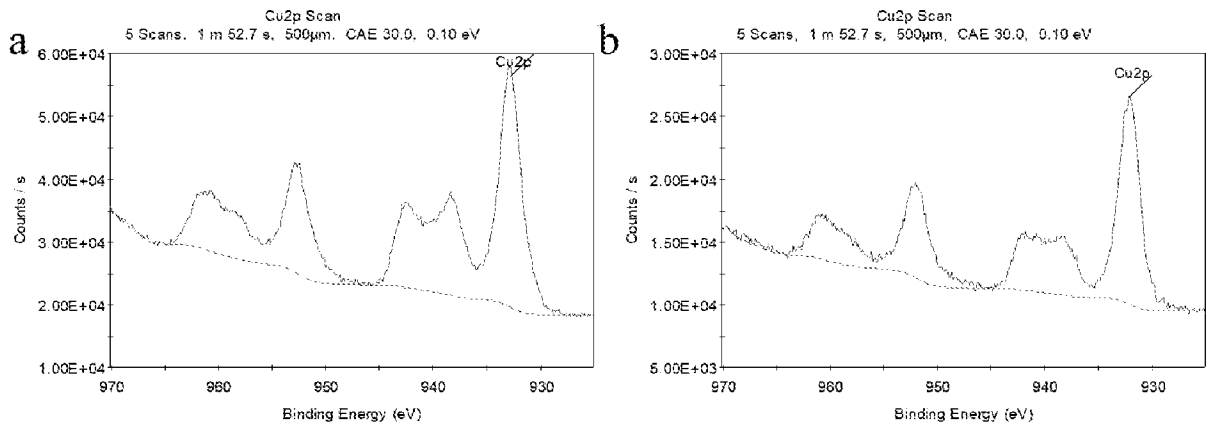 a
Cu2p Scan
5 Scans, 1 m 52.7 s, 500µm, CAE 30.0, 0.10 eV
6.00E+04
5.00E+04
4.00E+04
3.00E+04
2.00E+04
1.00E+04
Counts / s
Cu2p
970 960 950 940 930
Binding Energy (eV)
b
Cu2p Scan
5 Scans, 1 m 52.7 s, 500µm, CAE 30.0, 0.10 eV
3.00E+04
2.50E+04
2.00E+04
1.50E+04
1.00E+04
5.00E+03
Counts / s
Cu2p
970 960 950 940 930
Binding Energy (eV)